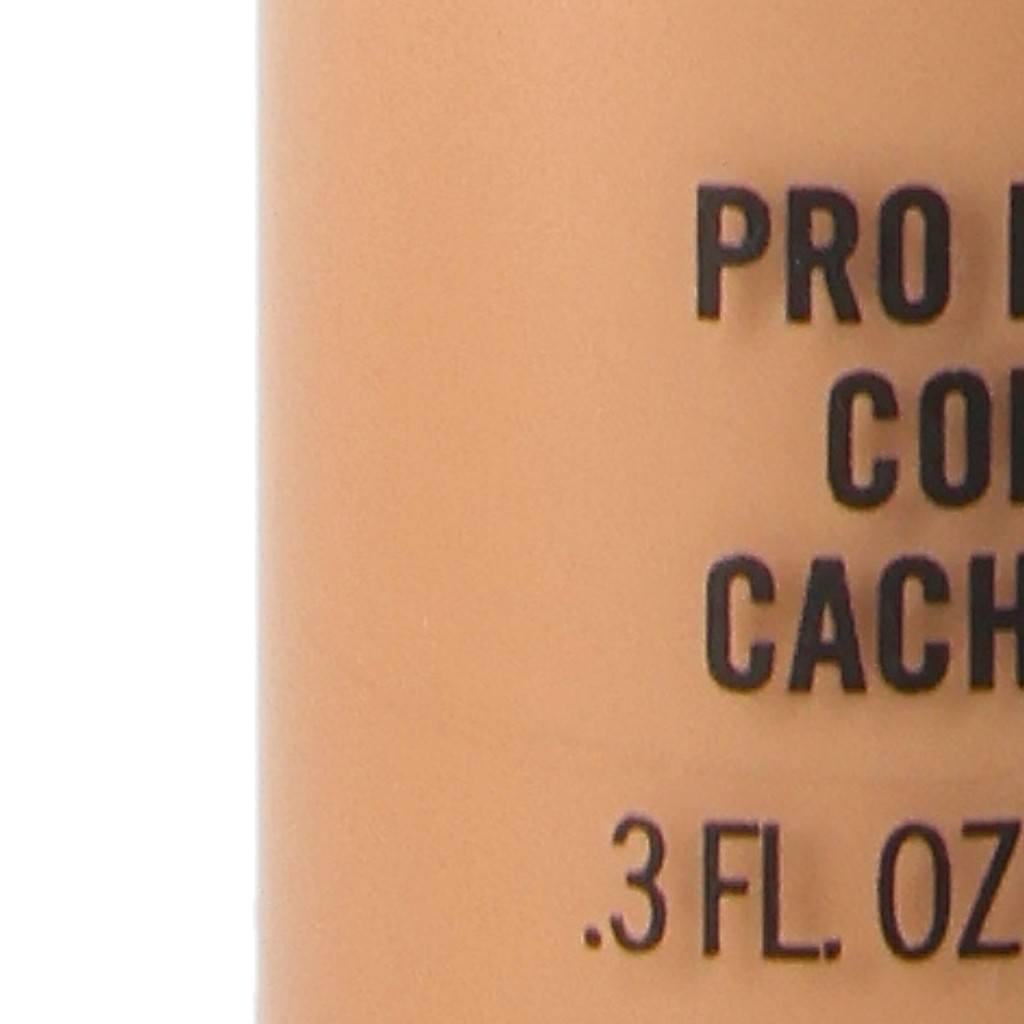 PRO
CO
CACH
.3 FL. OZ